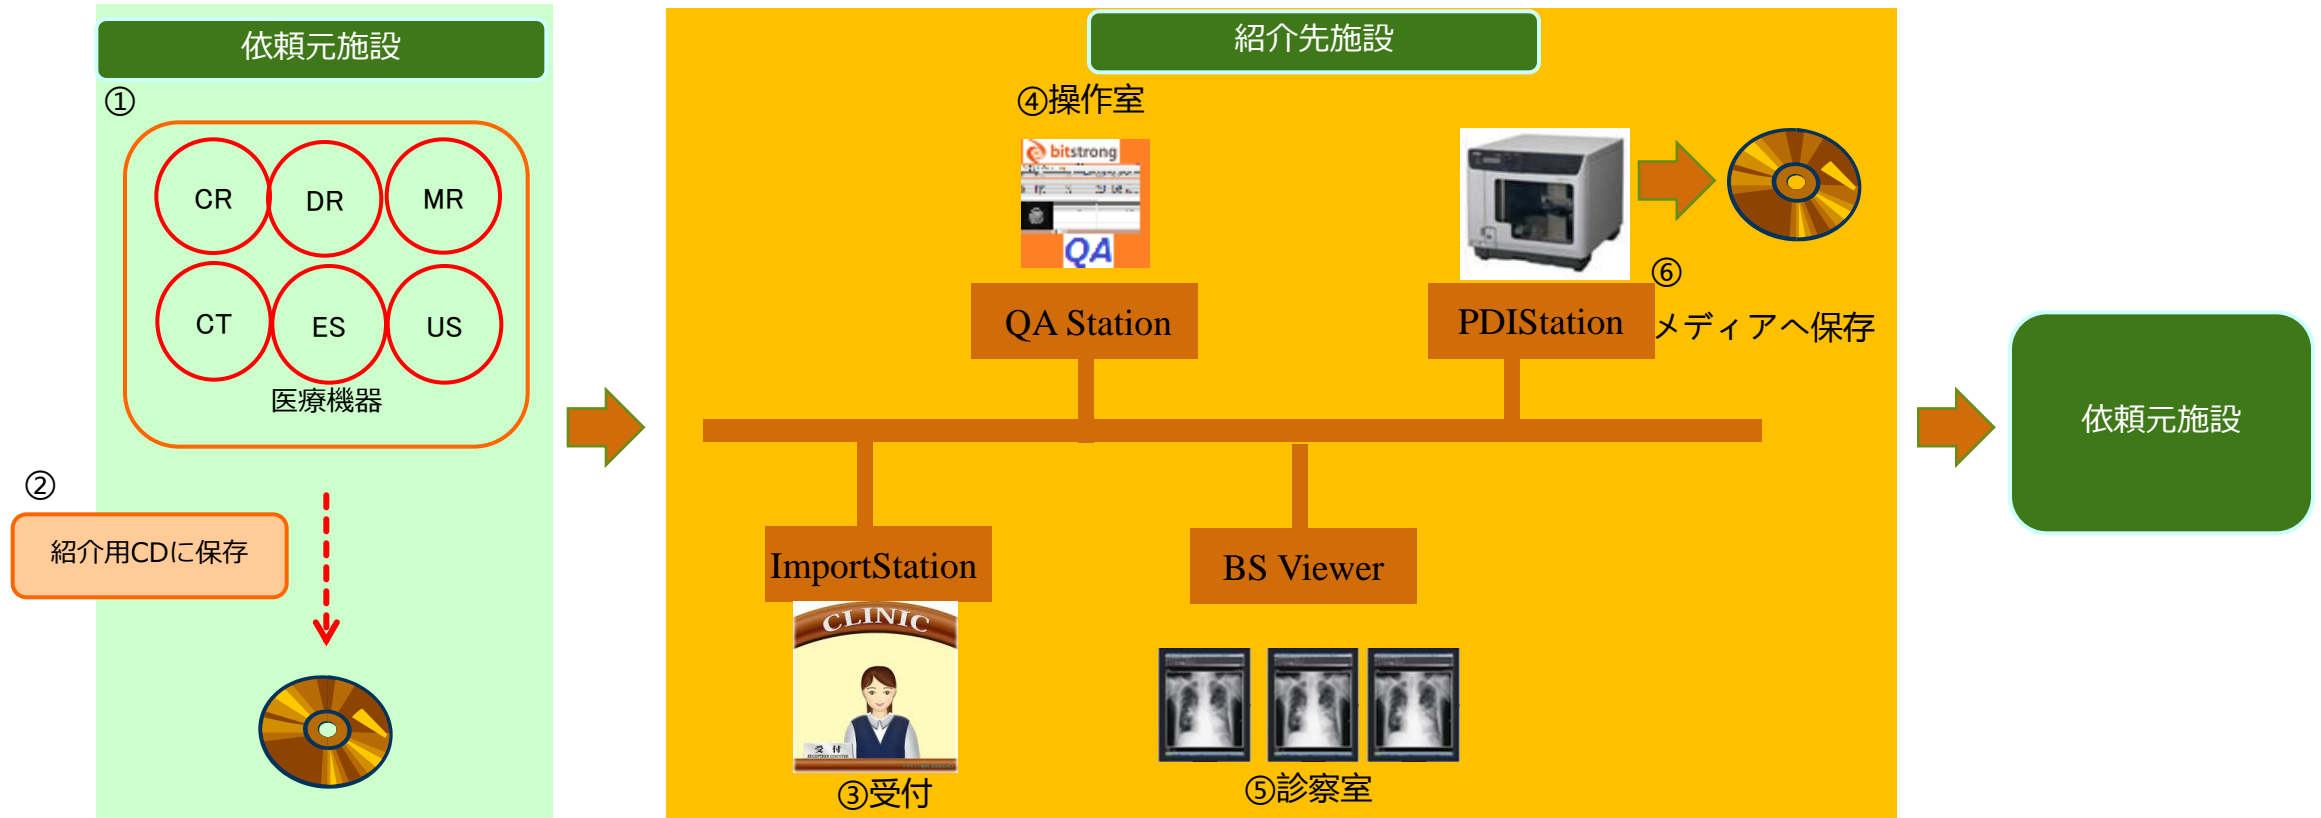 依頼元施設
①
CR
DR
MR
CT
ES
US
医療機器
②
紹介用CDに保存
紹介先施設
④操作室
bitstrong
QA
QA Station
PDIStation
⑥
メディアへ保存
ImportStation
CLINIC
受付
③受付
BS Viewer
⑤診察室
依頼元施設